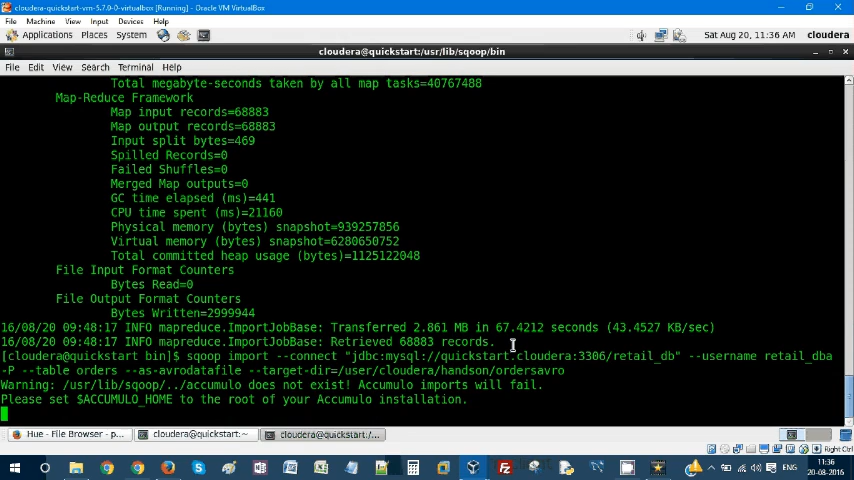 cloudera-quickstart-vm-5.7.0-0-virtualbox [Running] - Oracle VM VirtualBox
File Machine View Input Devices Help
Applications Places System Sat Aug 20, 11:36 AM cloudera
cloudera@quickstart:/usr/lib/sqoop/bin
File Edit View Search Terminal Help
Total megabyte-seconds taken by all map tasks=40767488
Map-Reduce Framework
Map input records=68883
Map output records=68883
Input split bytes=469
Spilled Records=0
Failed Shuffles=0
Merged Map outputs=0
GC time elapsed (ms)=441
CPU time spent (ms)=21160
Physical memory (bytes) snapshot=939257856
Virtual memory (bytes) snapshot=6280650752
Total committed heap usage (bytes)=1125122048
File Input Format Counters
Bytes Read=0
File Output Format Counters
Bytes Written=2999944
16/08/20 09:48:17 INFO mapreduce.ImportJobBase: Transferred 2.861 MB in 67.4212 seconds (43.4527 KB/sec)
16/08/20 09:48:17 INFO mapreduce.ImportJobBase: Retrieved 68883 records.
[cloudera@quickstart bin]$ sqoop import --connect "jdbc:mysql://quickstart.cloudera:3306/retail_db" --username retail_dba
-P --table orders --as-avrodatafile --target-dir=/user/cloudera/handson/ordersavro
Warning: /usr/lib/sqoop/../accumulo does not exist! Accumulo imports will fail.
Please set $ACCUMULO_HOME to the root of your Accumulo installation.
Hue - File Browser - p... cloudera@quickstart:~ cloudera@quickstart:/...
Right Ctrl
ENG 11:36
20-08-2016